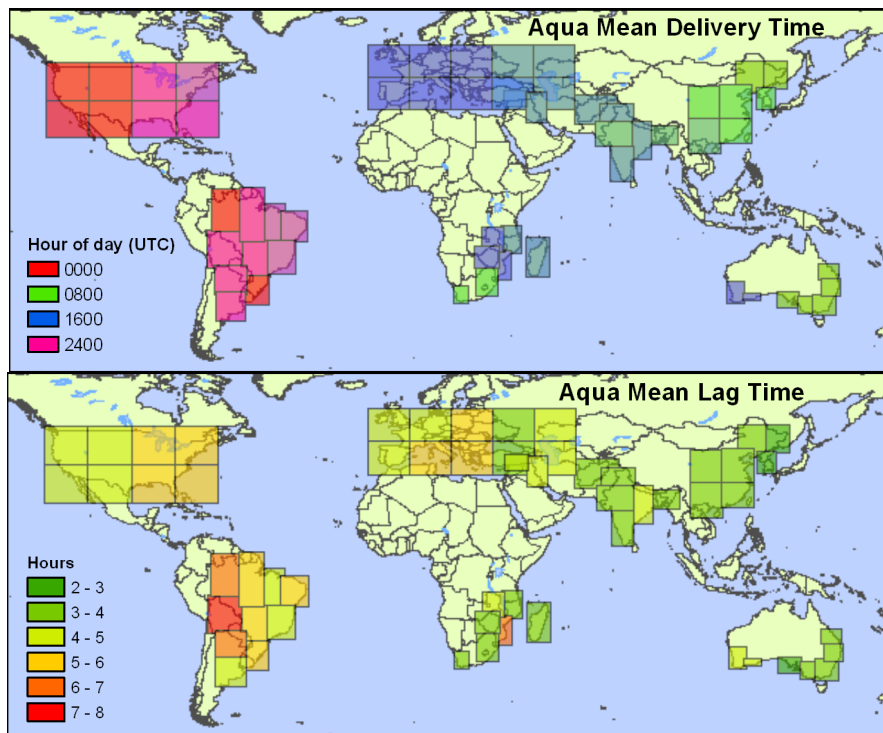 Aqua Mean Delivery Time
Hour of day (UTC)
0000
0800
1600
2400
Aqua Mean Lag Time
Hours
2 - 3
3 - 4
4 - 5
5 - 6
6 - 7
7 - 8